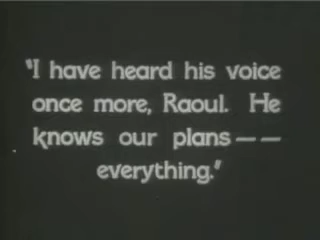 "I have heard his voice
once more, Raoul. He
knows our plans——
everything."